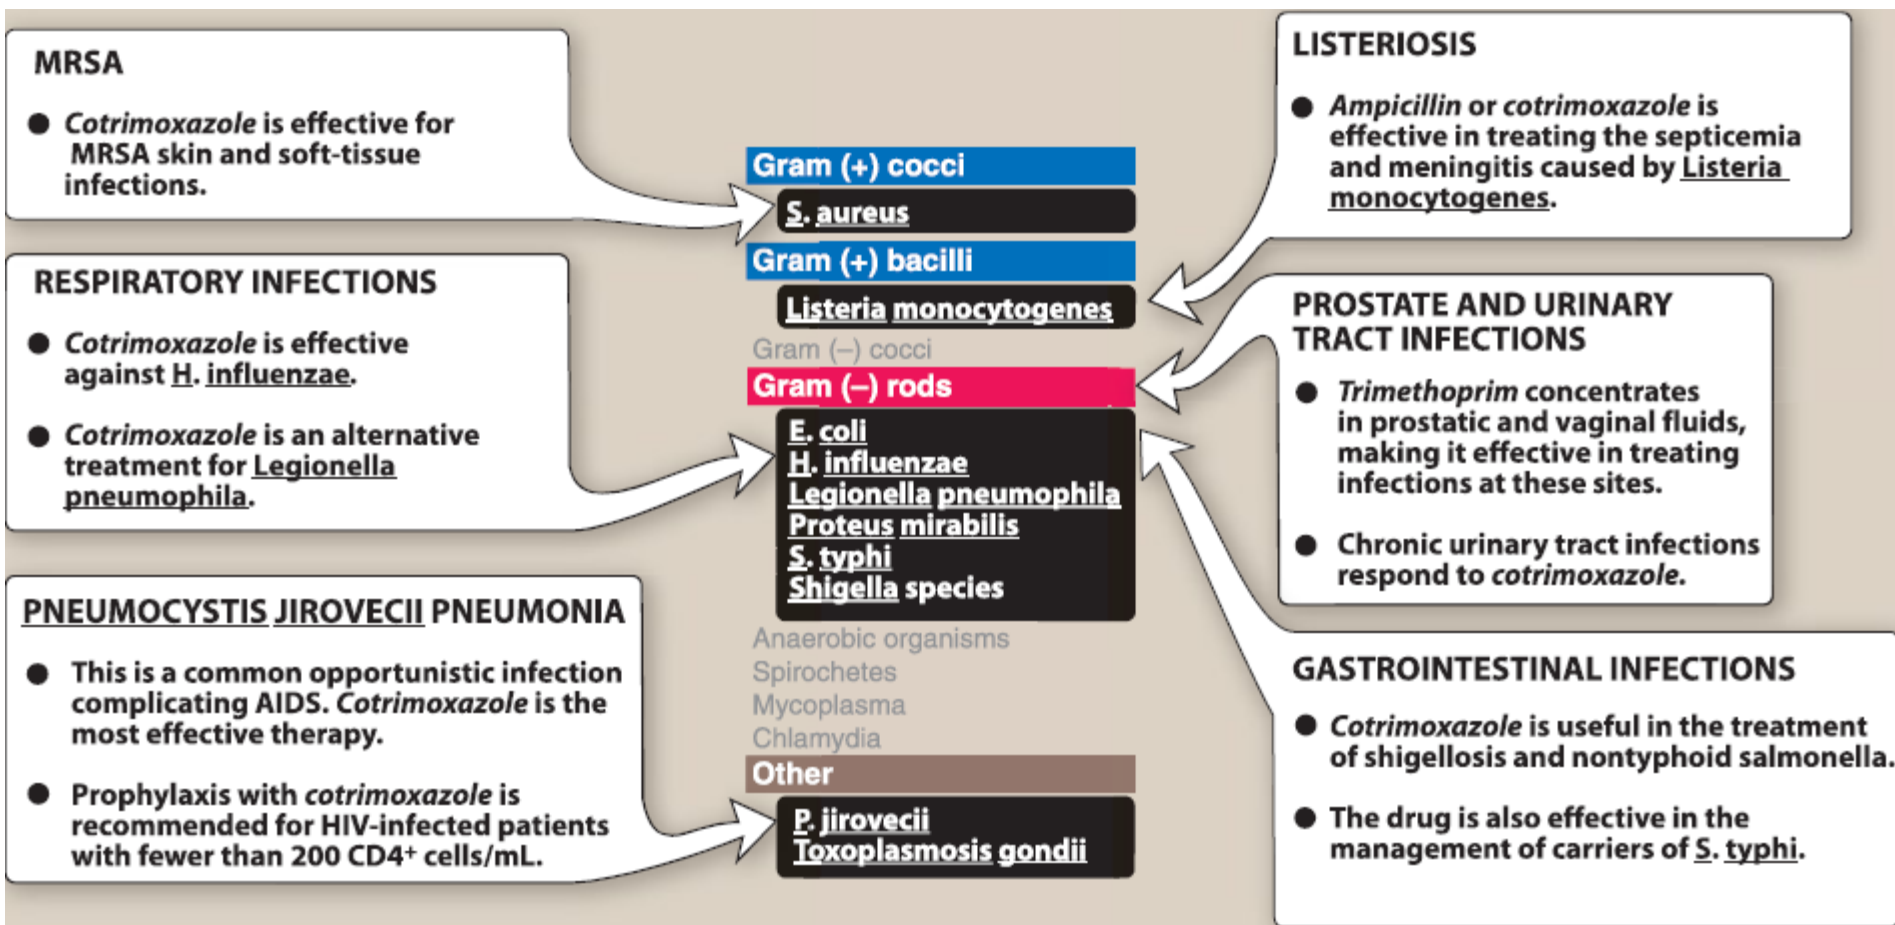 MRSA
● Cotrimoxazole is effective for
MRSA skin and soft-tissue
infections.
RESPIRATORY INFECTIONS
● Cotrimoxazole is effective
against H. influenzae.
● Cotrimoxazole is an alternative
treatment for Legionella
pneumophila.
PNEUMOCYSTIS JIROVECII PNEUMONIA
● This is a common opportunistic infection
complicating AIDS. Cotrimoxazole is the
most effective therapy.
● Prophylaxis with cotrimoxazole is
recommended for HIV-infected patients
with fewer than 200 CD4⁺ cells/mL.
Gram (+) cocci
S. aureus
Gram (+) bacilli
Listeria monocytogenes
Gram (–) cocci
Gram (–) rods
E. coli
H. influenzae
Legionella pneumophila
Proteus mirabilis
S. typhi
Shigella species
Anaerobic organisms
Spirochetes
Mycoplasma
Chlamydia
Other
P. jirovecii
Toxoplasmosis gondii
LISTERIOSIS
● Ampicillin or cotrimoxazole is
effective in treating the septicemia
and meningitis caused by Listeria
monocytogenes.
PROSTATE AND URINARY
TRACT INFECTIONS
● Trimethoprim concentrates
in prostatic and vaginal fluids,
making it effective in treating
infections at these sites.
● Chronic urinary tract infections
respond to cotrimoxazole.
GASTROINTESTINAL INFECTIONS
● Cotrimoxazole is useful in the treatment
of shigellosis and nontyphoid salmonella.
● The drug is also effective in the
management of carriers of S. typhi.